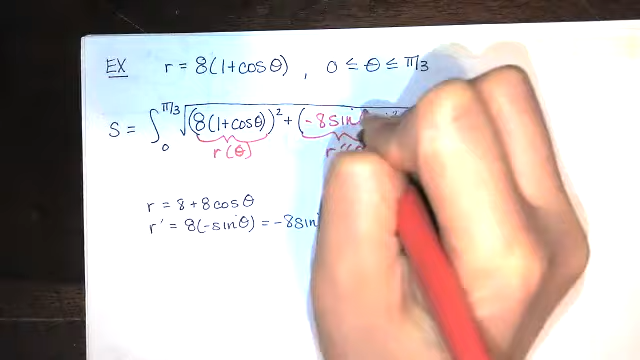 EX r = 8(1+cosθ) , 0 ≤ θ ≤ π/3
S = ∫₀^π/3 √(8(1+cosθ))² + (-8sin
r(θ)
r = 8 + 8cosθ
r' = 8(-sinθ) = -8sin